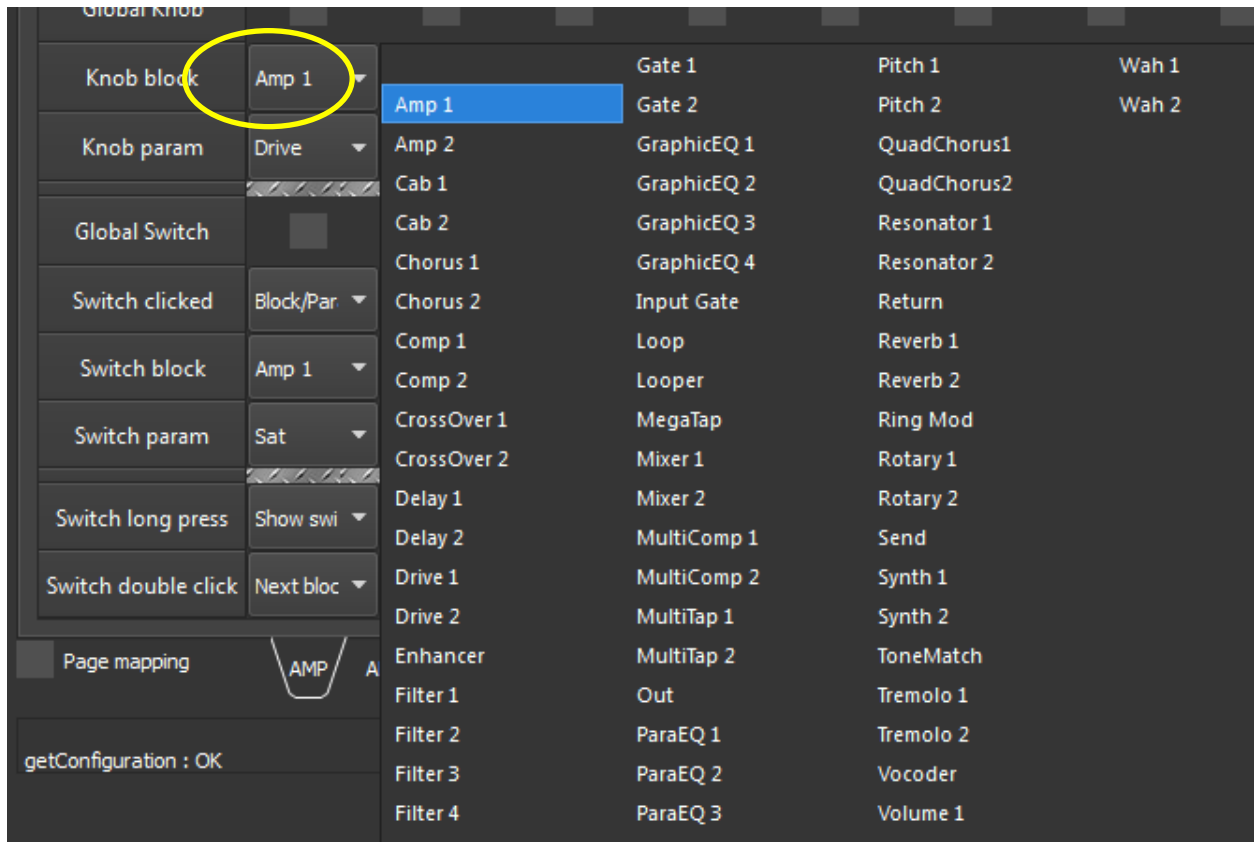 Global Knob
Knob block
Amp 1
Knob param
Drive
Global Switch
Switch clicked
Block/Par
Switch block
Amp 1
Switch param
Sat
Switch long press
Show swi
Switch double click
Next bloc
Page mapping
AMP
A
getConfiguration : OK
Amp 1
Amp 2
Cab 1
Cab 2
Chorus 1
Chorus 2
Comp 1
Comp 2
CrossOver 1
CrossOver 2
Delay 1
Delay 2
Drive 1
Drive 2
Enhancer
Filter 1
Filter 2
Filter 3
Filter 4
Gate 1
Gate 2
GraphicEQ 1
GraphicEQ 2
GraphicEQ 3
GraphicEQ 4
Input Gate
Loop
Looper
MegaTap
Mixer 1
Mixer 2
MultiComp 1
MultiComp 2
MultiTap 1
MultiTap 2
Out
ParaEQ 1
ParaEQ 2
ParaEQ 3
Pitch 1
Pitch 2
QuadChorus1
QuadChorus2
Resonator 1
Resonator 2
Return
Reverb 1
Reverb 2
Ring Mod
Rotary 1
Rotary 2
Send
Synth 1
Synth 2
ToneMatch
Tremolo 1
Tremolo 2
Vocoder
Volume 1
Wah 1
Wah 2